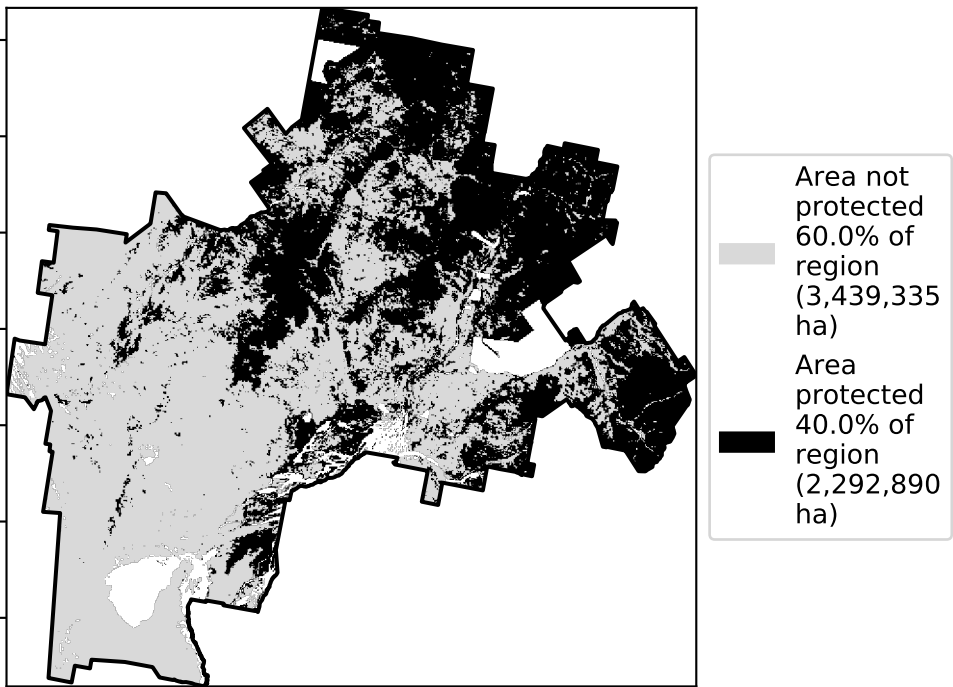 Area not
protected
60.0% of
region
(3,439,335
ha)
Area
protected
40.0% of
region
(2,292,890
ha)